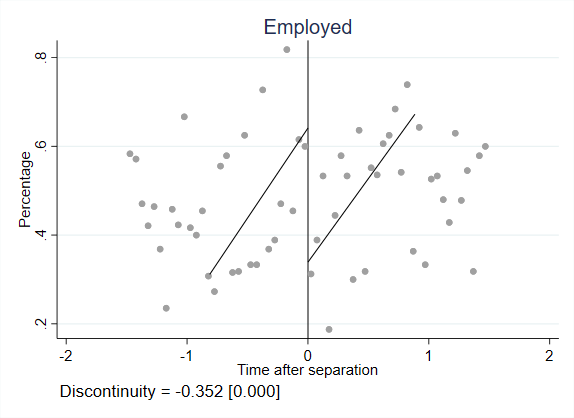 Employed
Percentage
.8
.6
.4
.2
-2
-1
0
1
2
Time after separation
Discontinuity = -0.352 [0.000]